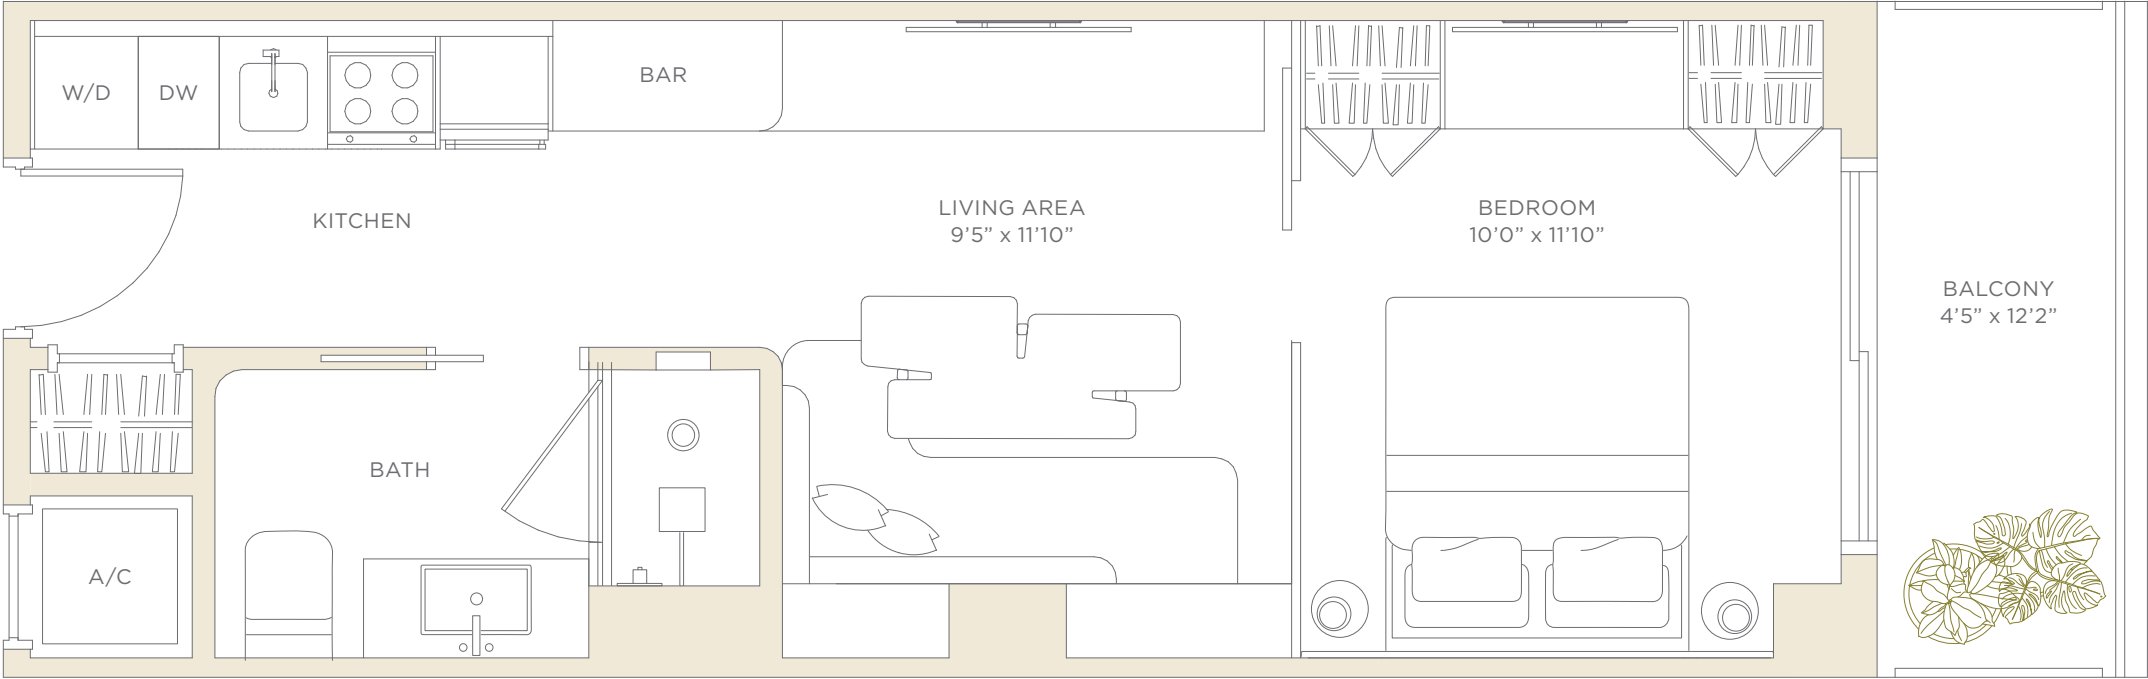 W/D
DW
BAR
KITCHEN
LIVING AREA
9’5” x 11’10”
BEDROOM
10’0” x 11’10”
BALCONY
4’5” x 12’2”
BATH
A/C